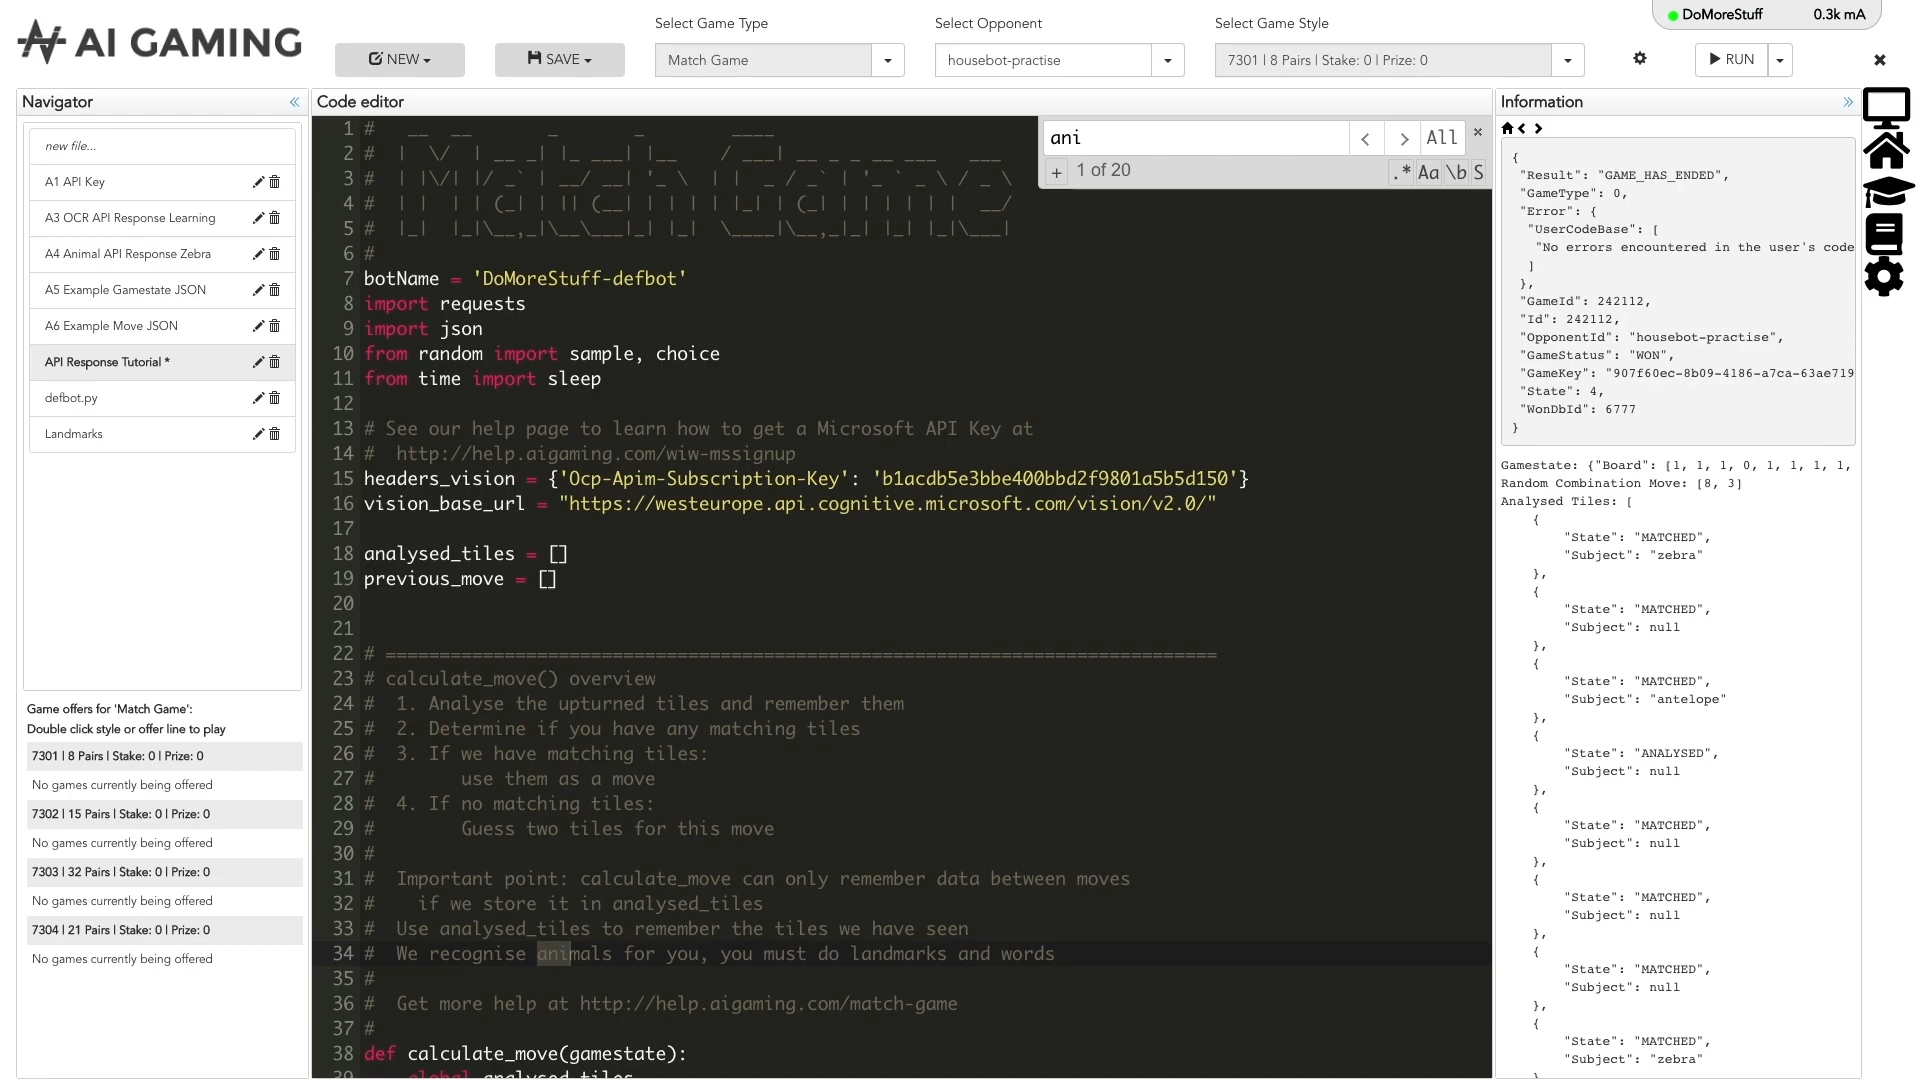 AI GAMING
NEW
SAVE
Select Game Type
Match Game
Select Opponent
housebot-practise
Select Game Style
7301 | 8 Pairs | Stake: 0 | Prize: 0
RUN
DoMoreStuff 0.3k mA
Navigator
new file...
A1 API Key
A3 OCR API Response Learning
A4 Animal API Response Zebra
A5 Example Gamestate JSON
A6 Example Move JSON
API Response Tutorial *
defbot.py
Landmarks
Game offers for 'Match Game':
Double click style or offer line to play
7301 | 8 Pairs | Stake: 0 | Prize: 0
No games currently being offered
7302 | 15 Pairs | Stake: 0 | Prize: 0
No games currently being offered
7303 | 32 Pairs | Stake: 0 | Prize: 0
No games currently being offered
7304 | 21 Pairs | Stake: 0 | Prize: 0
No games currently being offered
Code editor
ani
All
1 of 20
.* Aa \b S
1 #
2 #
3 #
4 #
5 #
6 #
7 botName = 'DoMoreStuff-defbot'
8 import requests
9 import json
10 from random import sample, choice
11 from time import sleep
12
13 # See our help page to learn how to get a Microsoft API Key at
14 #  http://help.aigaming.com/wiw-mssignup
15 headers_vision = {'Ocp-Apim-Subscription-Key': 'b1acdb5e3bbe400bbd2f9801a5b5d150'}
16 vision_base_url = "https://westeurope.api.cognitive.microsoft.com/vision/v2.0/"
17
18 analysed_tiles = []
19 previous_move = []
20
21
22 # =============================================================================
23 # calculate_move() overview
24 #  1. Analyse the upturned tiles and remember them
25 #  2. Determine if you have any matching tiles
26 #  3. If we have matching tiles:
27 #        use them as a move
28 #  4. If no matching tiles:
29 #        Guess two tiles for this move
30 #
31 #  Important point: calculate_move can only remember data between moves
32 #    if we store it in analysed_tiles
33 #  Use analysed_tiles to remember the tiles we have seen
34 #  We recognise animals for you, you must do landmarks and words
35 #
36 #  Get more help at http://help.aigaming.com/match-game
37 #
38 def calculate_move(gamestate):
39 global analysed_tiles
Information
{
"Result": "GAME_HAS_ENDED",
"GameType": 0,
"Error": {
"UserCodeBase": [
"No errors encountered in the user's code
]
},
"GameId": 242112,
"Id": 242112,
"OpponentId": "housebot-practise",
"GameStatus": "WON",
"GameKey": "907f60ec-8b09-4186-a7ca-63ae719
"State": 4,
"WonDbId": 6777
}
Gamestate: {"Board": [1, 1, 1, 0, 1, 1, 1, 1,
Random Combination Move: [8, 3]
Analysed Tiles: [
{
"State": "MATCHED",
"Subject": "zebra"
},
{
"State": "MATCHED",
"Subject": null
},
{
"State": "MATCHED",
"Subject": "antelope"
},
{
"State": "ANALYSED",
"Subject": null
},
{
"State": "MATCHED",
"Subject": null
},
{
"State": "MATCHED",
"Subject": null
},
{
"State": "MATCHED",
"Subject": null
},
{
"State": "MATCHED",
"Subject": "zebra"
}